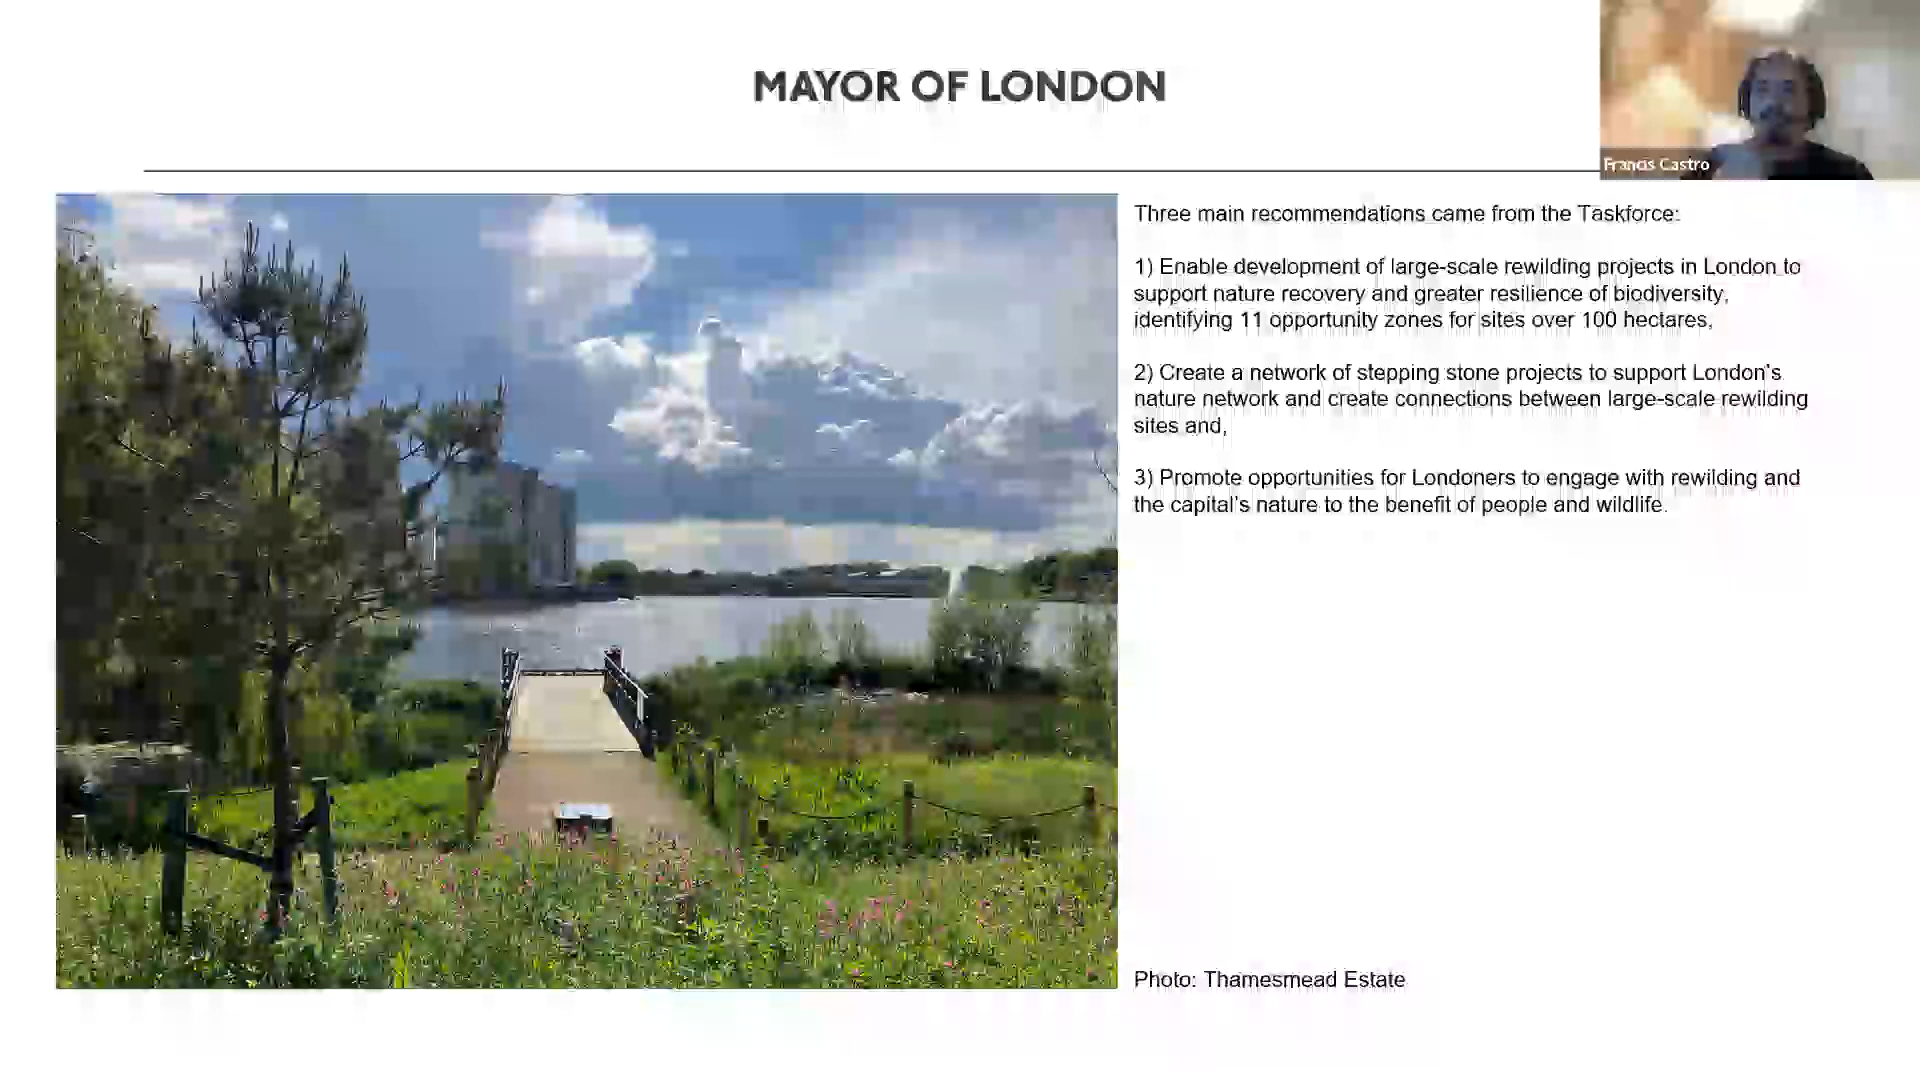 MAYOR OF LONDON
Francis Castro
Three main recommendations came from the Taskforce:
1) Enable development of large-scale rewilding projects in London to
support nature recovery and greater resilience of biodiversity,
identifying 11 opportunity zones for sites over 100 hectares,
2) Create a network of stepping stone projects to support London's
nature network and create connections between large-scale rewilding
sites and,
3) Promote opportunities for Londoners to engage with rewilding and
the capital's nature to the benefit of people and wildlife.
Photo: Thamesmead Estate